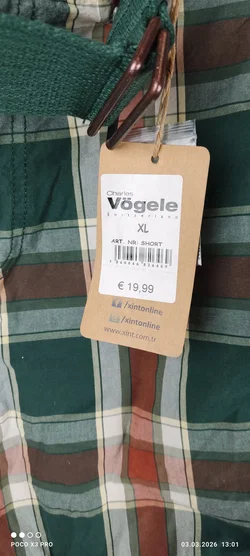 Charles
Vögele
Switzerland
XL
ART. NR: SHORT
€ 19,99
/xintonline
/xintonline
www.xint.com.tr
POCO X3 PRO
03.03.2026 13:01